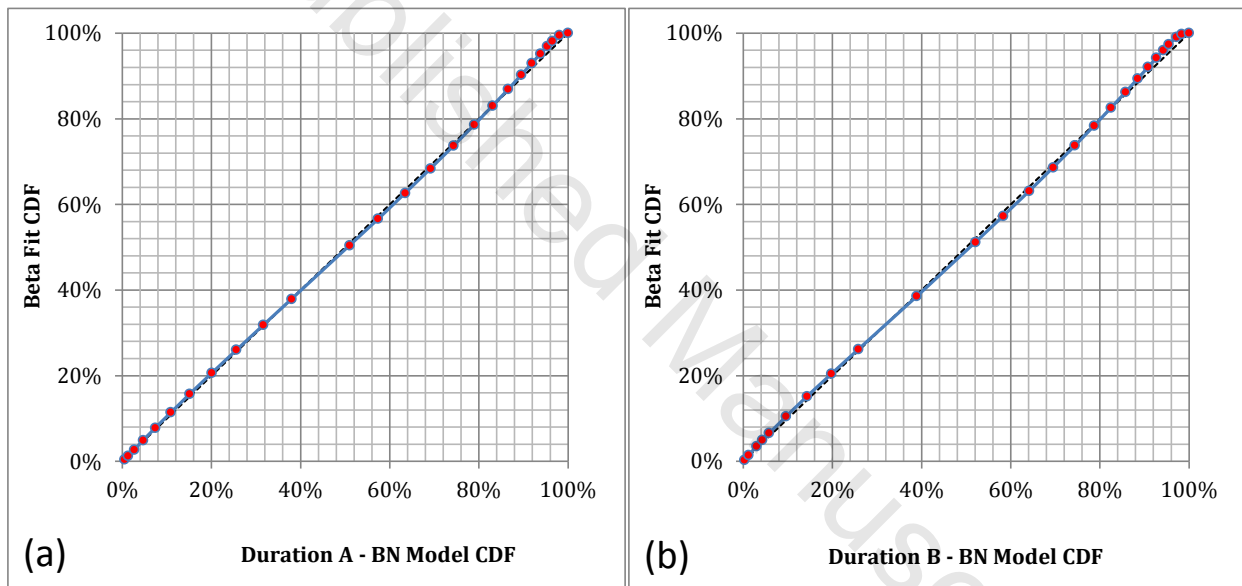 100%
80%
60%
40%
20%
0%
Beta Fit CDF
0% 20% 40% 60% 80% 100%
(a)
Duration A - BN Model CDF
100%
80%
60%
40%
20%
0%
Beta Fit CDF
0% 20% 40% 60% 80% 100%
(b)
Duration B - BN Model CDF
blished Manus